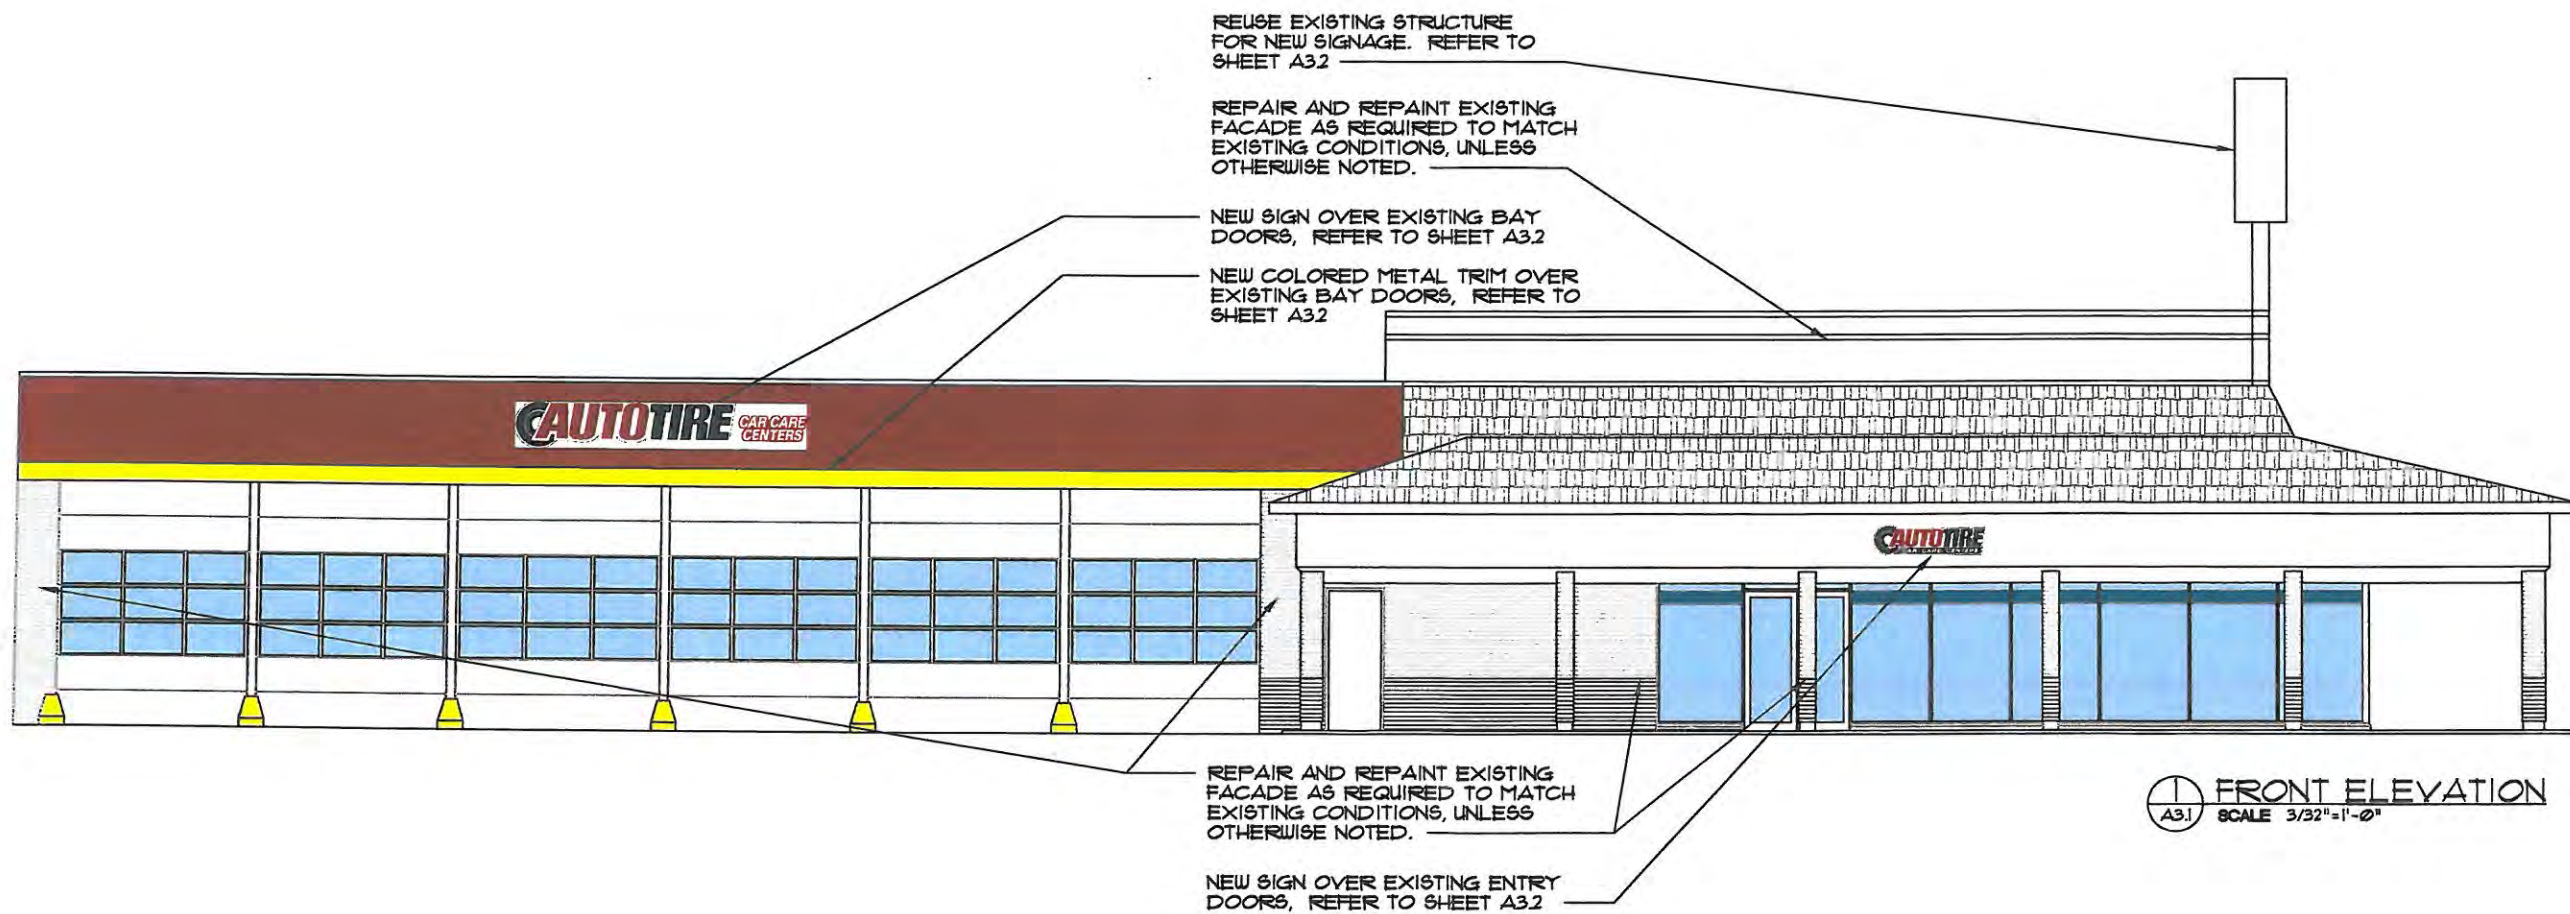 REUSE EXISTING STRUCTURE
FOR NEW SIGNAGE. REFER TO
SHEET A3.2
REPAIR AND REPAINT EXISTING
FACADE AS REQUIRED TO MATCH
EXISTING CONDITIONS, UNLESS
OTHERWISE NOTED.
NEW SIGN OVER EXISTING BAY
DOORS, REFER TO SHEET A3.2
NEW COLORED METAL TRIM OVER
EXISTING BAY DOORS, REFER TO
SHEET A3.2
AUTOTIRE CAR CARE
CENTERS
AUTOTIRE
CAR CARE CENTERS
REPAIR AND REPAINT EXISTING
FACADE AS REQUIRED TO MATCH
EXISTING CONDITIONS, UNLESS
OTHERWISE NOTED.
NEW SIGN OVER EXISTING ENTRY
DOORS, REFER TO SHEET A3.2
1 FRONT ELEVATION
A3.1 SCALE 3/32"=1'-0"